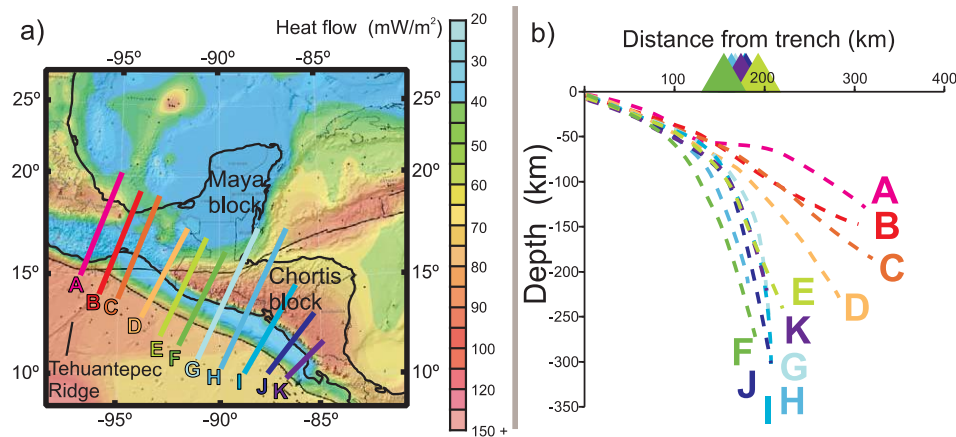 a)
Heat flow (mW/m²)
20
30
40
50
60
70
80
90
100
120
150 +
-95º
-90º
-85º
25º
20º
15º
10º
25º
20º
15º
10º
-95º
-90º
-85º
Maya
block
Chortis
block
A
B
C
D
E
F
G
H
I
J
K
Tehuantepec
Ridge
b)
Distance from trench (km)
100
200
300
400
Depth (km)
0
-50
-100
-150
-200
-250
-300
-350
A
B
C
D
E
K
F
G
J
H
I